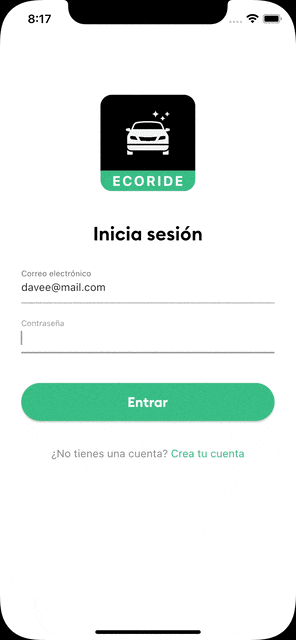 8:17
ECORIDE
Inicia sesión
Correo electrónico
davee@mail.com
Contraseña
Entrar
¿No tienes una cuenta? Crea tu cuenta